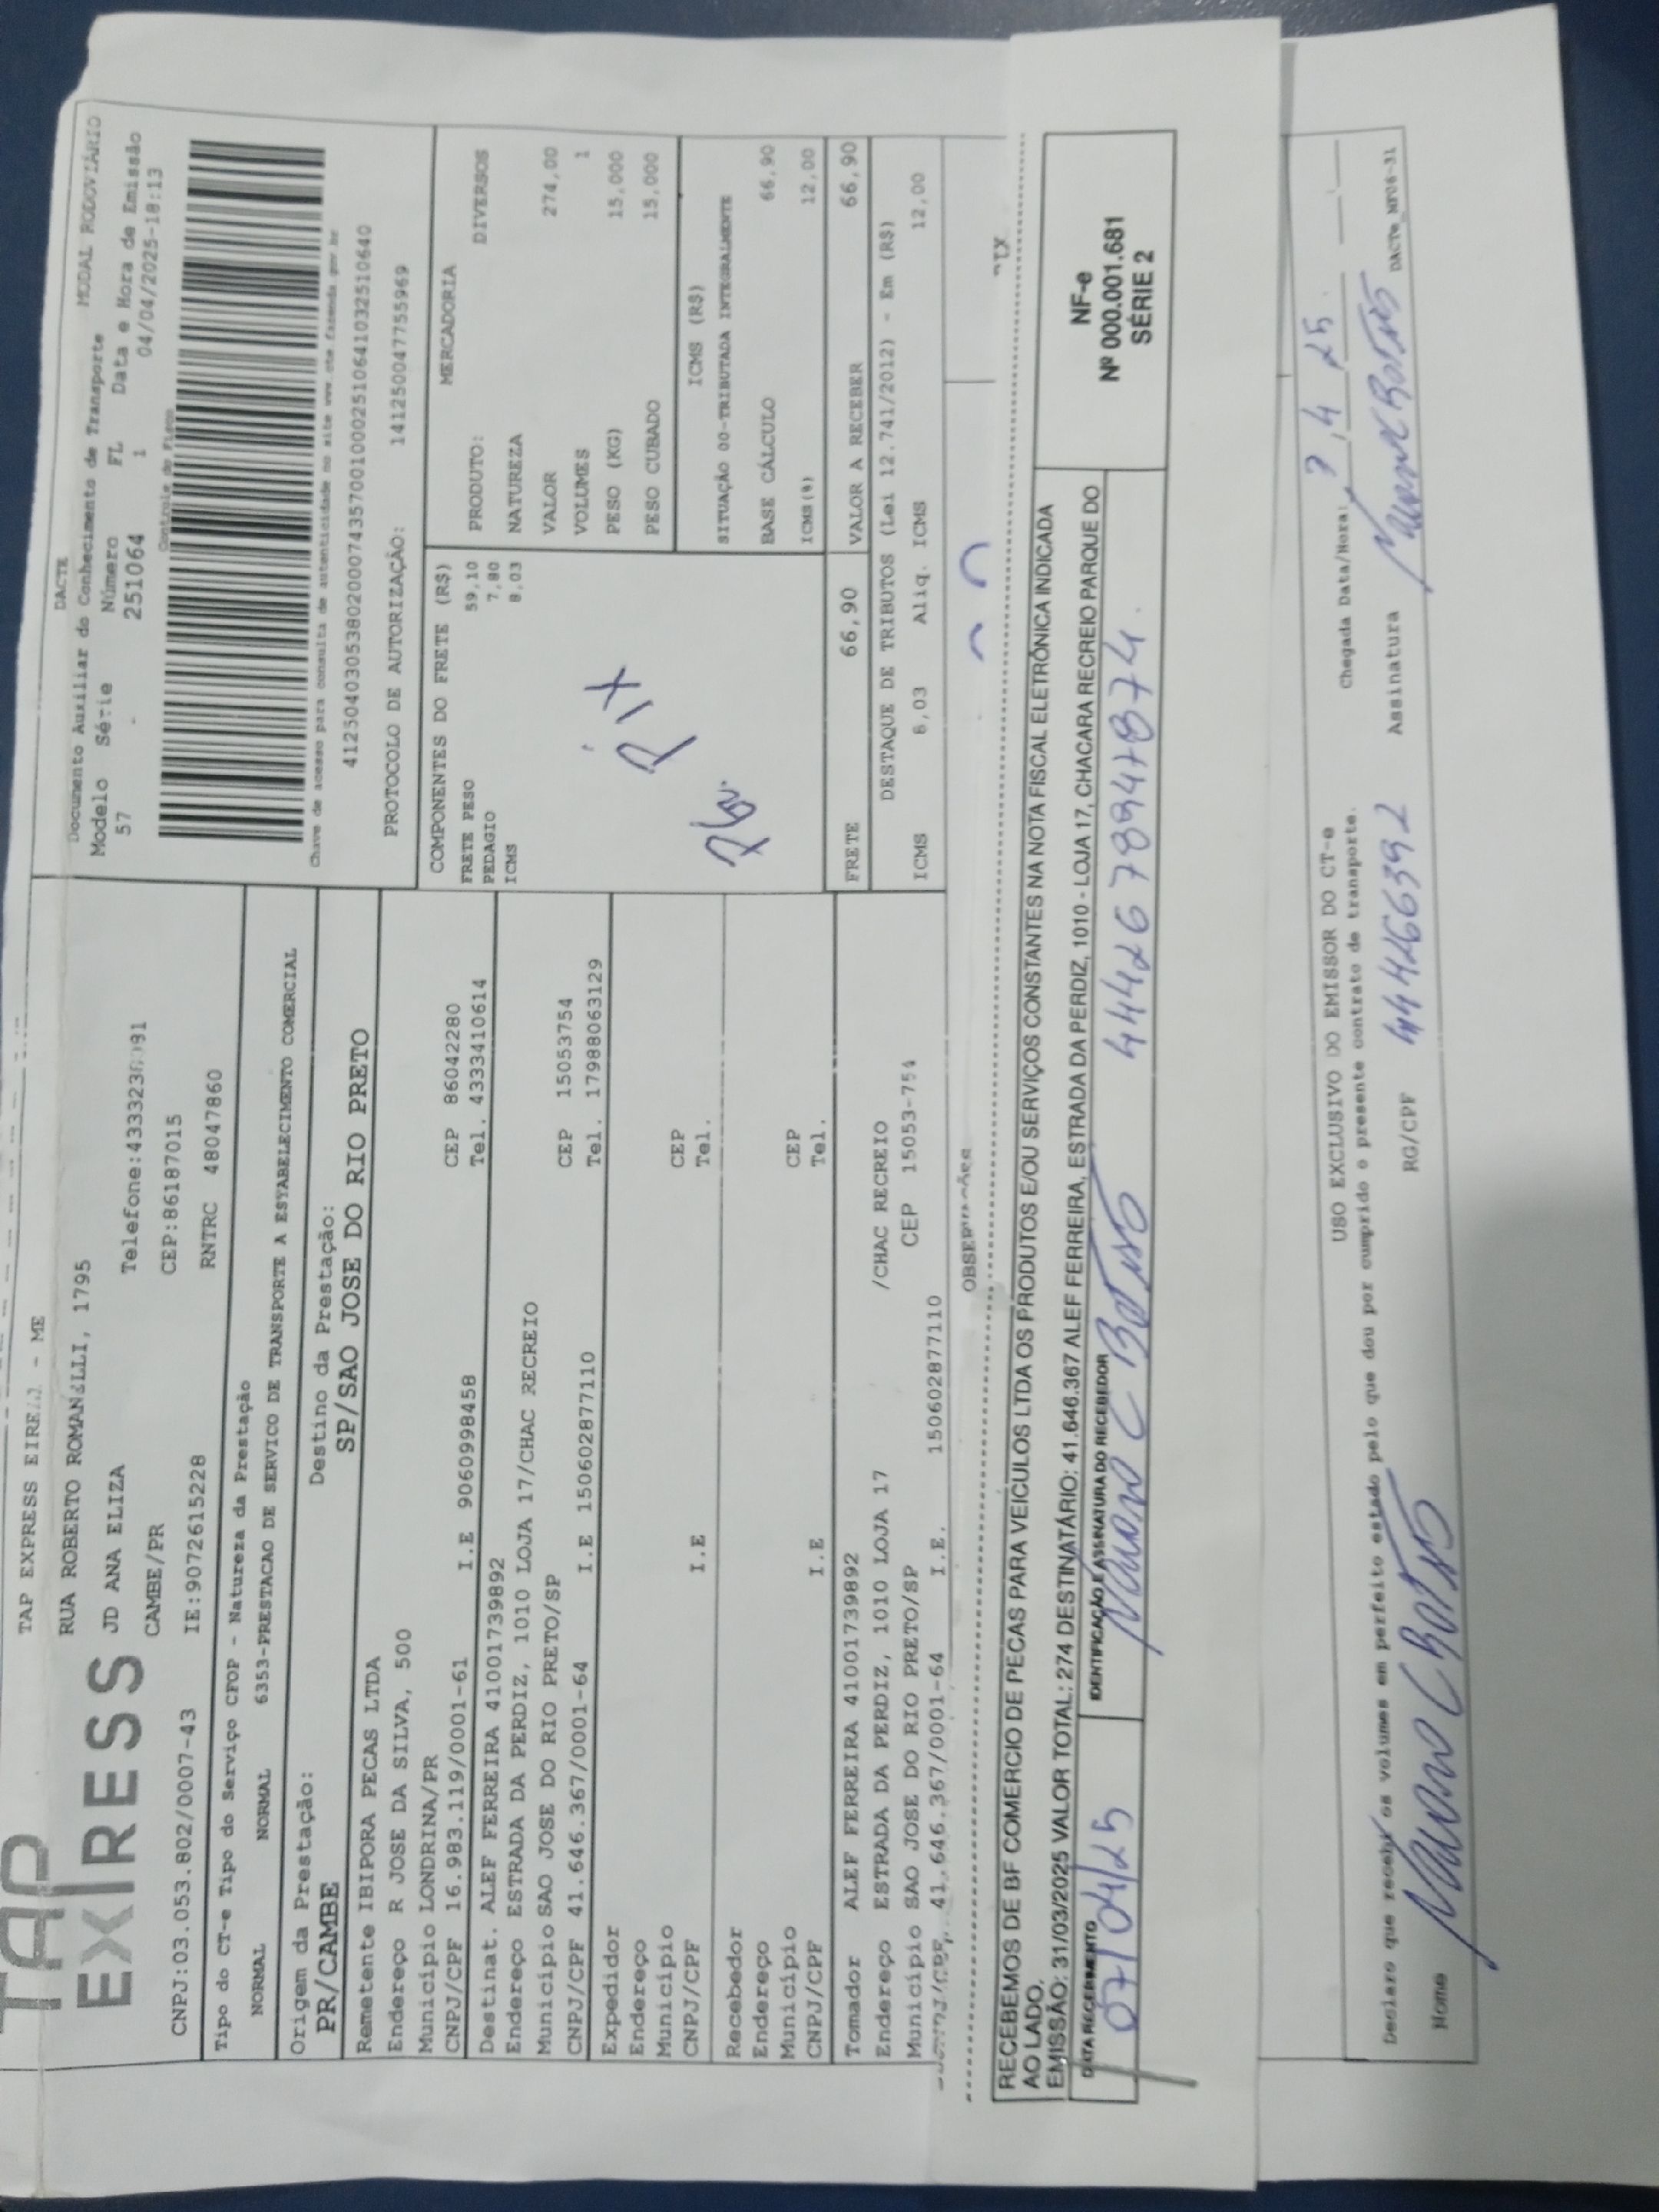 TAP
EXPRESS
TAP EXPRESS EIRELI - ME
RUA ROBERTO ROMANELLI, 1795
JD ANA ELIZA
CAMBE/PR
CEP:86187015
CNPJ:03.053.802/0007-43 IE:9072615228 RNTRC 48047860
DACTE
Documento Auxiliar do Conhecimento de Transporte MODAL RODOVIÁRIO
Modelo Série Número FL Data e Hora de Emissão
57 - 251064 1 04/04/2025-18:13
Controle do Fisco
Chave de acesso para consulta de autenticidade no site www.cte.fazenda.gov.br
41250403053802000743570010002510641032510640
PROTOCOLO DE AUTORIZAÇÃO: 141250047755969
Tipo do CT-e Tipo do Serviço CFOP - Natureza da Prestação
NORMAL NORMAL 6353-PRESTACAO DE SERVICO DE TRANSPORTE A ESTABELECIMENTO COMERCIAL
Origem da Prestação: Destino da Prestação:
PR/CAMBE SP/SAO JOSE DO RIO PRETO
Remetente IBIPORA PECAS LTDA
Endereço R JOSE DA SILVA, 500
Município LONDRINA/PR CEP 86042280
CNPJ/CPF 16.983.119/0001-61 I.E 9060998458 Tel. 4333410614
Destinat. ALEF FERREIRA 41001739892
Endereço ESTRADA DA PERDIZ, 1010 LOJA 17/CHAC RECREIO
Município SAO JOSE DO RIO PRETO/SP CEP 15053754
CNPJ/CPF 41.646.367/0001-64 I.E 150602877110 Tel. 17988063129
Expedidor
Endereço
Município CEP
CNPJ/CPF I.E Tel.
Recebedor
Endereço
Município CEP
CNPJ/CPF I.E Tel.
Tomador ALEF FERREIRA 41001739892
Endereço ESTRADA DA PERDIZ, 1010 LOJA 17 /CHAC RECREIO
Município SAO JOSE DO RIO PRETO/SP CEP 15053-754
CNPJ/CPF 41.646.367/0001-64 I.E. 150602877110
COMPONENTES DO FRETE (R$)
FRETE PESO 59,10
PEDAGIO 7,80
ICMS 8,03
MERCADORIA
PRODUTO: DIVERSOS
NATUREZA
VALOR 274,00
VOLUMES 1
PESO (KG) 15,000
PESO CUBADO 15,000
ICMS (R$)
SITUAÇÃO 00-TRIBUTADA INTEGRALMENTE
BASE CÁLCULO 66,90
ICMS(%) 12,00
FRETE 66,90 VALOR A RECEBER 66,90
DESTAQUE DE TRIBUTOS (Lei 12.741/2012) - Em (R$)
ICMS 8,03 Aliq. ICMS 12,00
RECEBEMOS DE BF COMERCIO DE PECAS PARA VEICULOS LTDA OS PRODUTOS E/OU SERVIÇOS CONSTANTES NA NOTA FISCAL ELETRÔNICA INDICADA
AO LADO.
EMISSÃO: 31/03/2025 VALOR TOTAL: 274 DESTINATÁRIO: 41.646.367 ALEF FERREIRA, ESTRADA DA PERDIZ, 1010 - LOJA 17, CHACARA RECREIO PARQUE DO
DATA RECEBIMENTO IDENTIFICAÇÃO E ASSINATURA DO RECEBEDOR
07/04/25
NF-e
Nº 000.001.681
SÉRIE 2
USO EXCLUSIVO DO EMISSOR DO CT-e
Declaro que recebi os volumes em perfeito estado pelo que dou por cumprido o presente contrato de transporte.
Chegada Data/Hora:
Nome RG/CPF Assinatura
DACTe_MF06-31